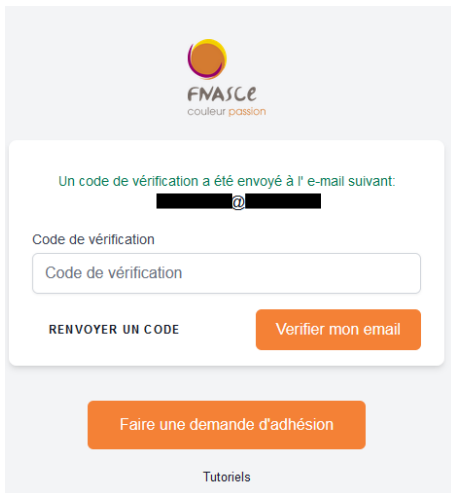 FNASCE
couleur passion
Un code de vérification a été envoyé à l' e-mail suivant:
@
Code de vérification
Code de vérification
RENVOYER UN CODE
Verifier mon email
Faire une demande d'adhésion
Tutoriels